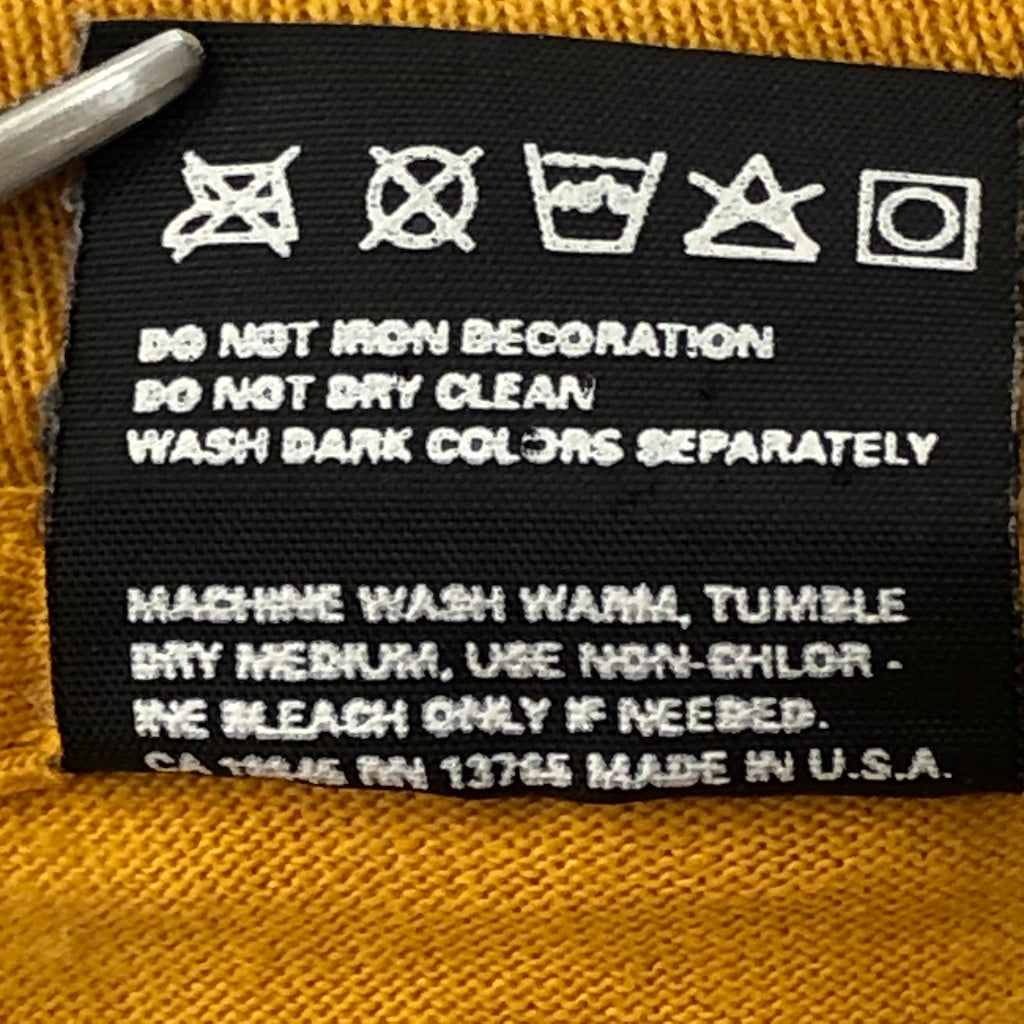 DO NOT IRON DECORATION
DO NOT DRY CLEAN
WASH DARK COLORS SEPARATELY
MACHINE WASH WARM, TUMBLE
DRY MEDIUM, USE NON-CHLOR -
INE BLEACH ONLY IF NEEDED.
CA RN 13765 MADE IN U.S.A.